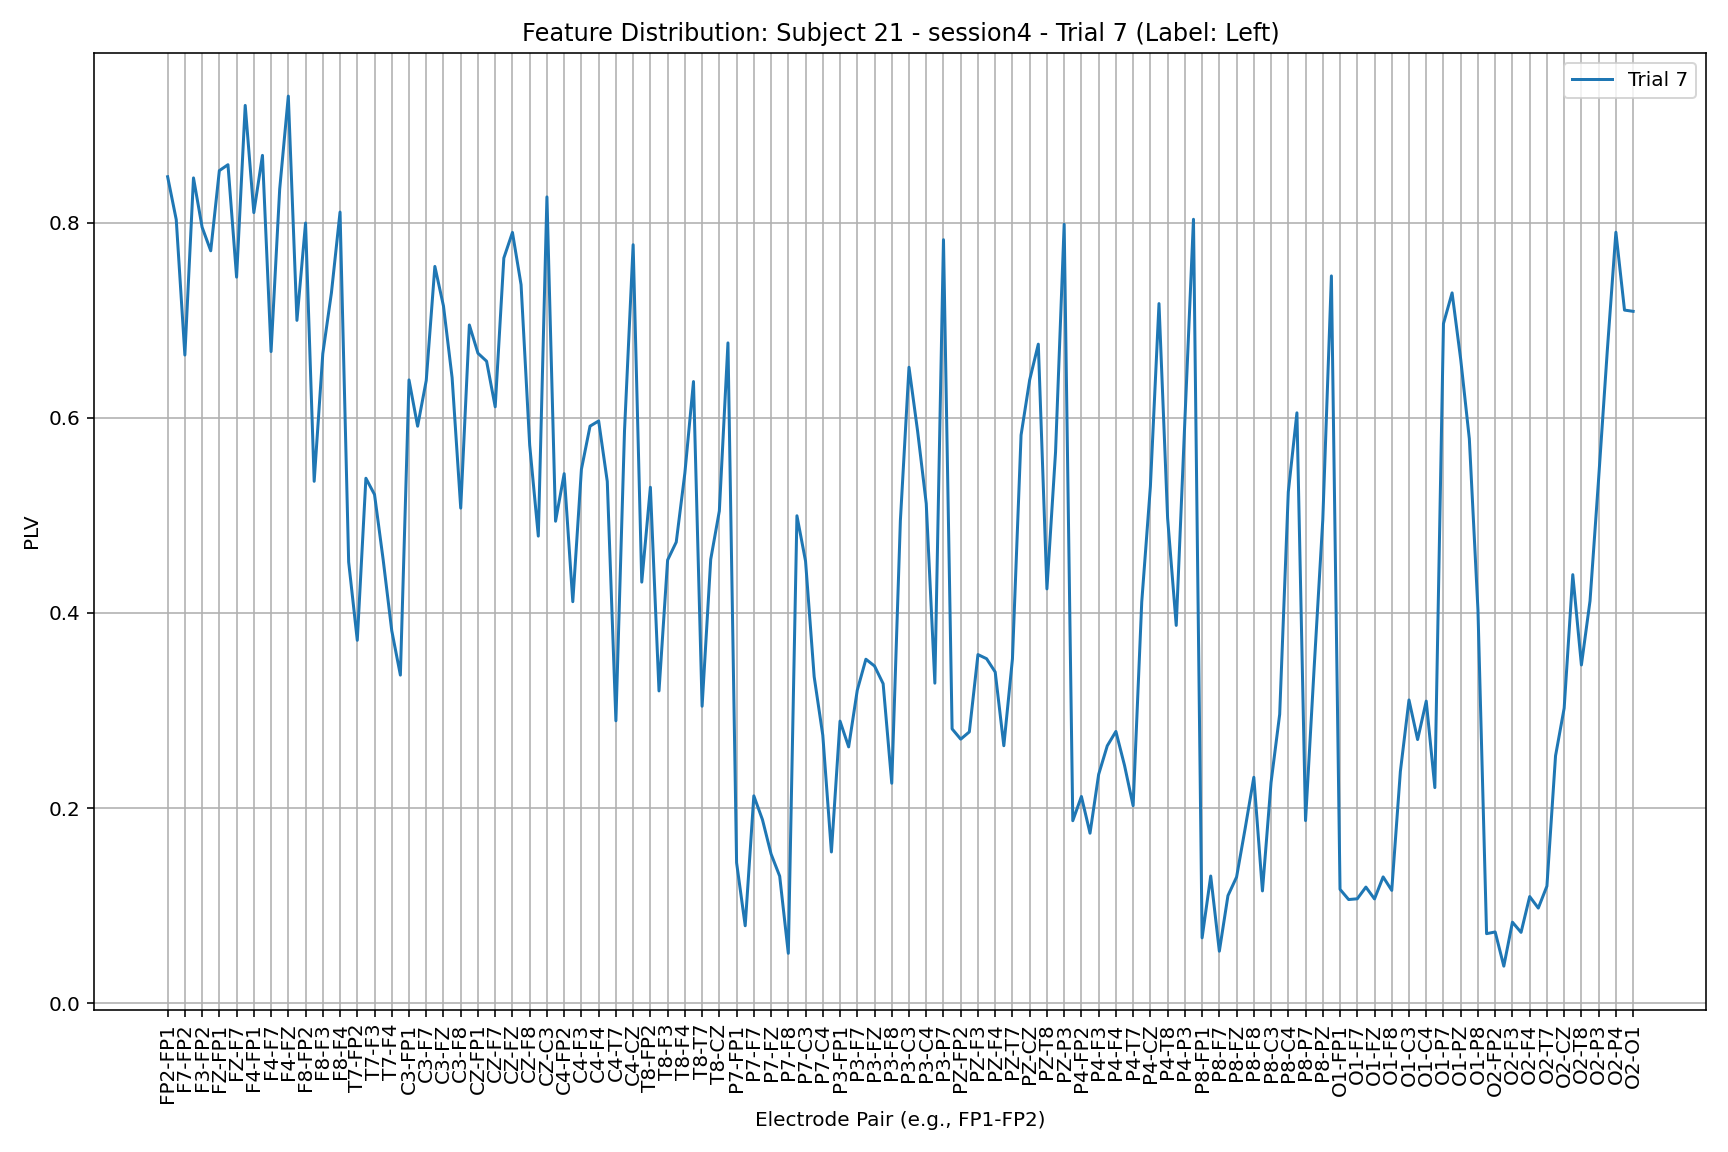 Feature Distribution: Subject 21 - session4 - Trial 7 (Label: Left)
Trial 7
PLV
0.8
0.6
0.4
0.2
0.0
FP2-FP1
F7-FP2
F3-FP2
FZ-FP1
FZ-F7
F4-FP1
F4-F7
F4-FZ
F8-FP2
F8-F3
F8-F4
T7-FP2
T7-F3
T7-F4
C3-FP1
C3-F7
C3-FZ
C3-F8
CZ-FP1
CZ-F7
CZ-FZ
CZ-F8
CZ-C3
C4-FP2
C4-F3
C4-F4
C4-T7
C4-CZ
T8-FP2
T8-F3
T8-F4
T8-T7
T8-CZ
P7-FP1
P7-F7
P7-FZ
P7-F8
P7-C3
P7-C4
P3-FP1
P3-F7
P3-FZ
P3-F8
P3-C3
P3-C4
P3-P7
PZ-FP2
PZ-F3
PZ-F4
PZ-T7
PZ-CZ
PZ-T8
PZ-P3
P4-FP2
P4-F3
P4-F4
P4-T7
P4-CZ
P4-T8
P4-P3
P8-FP1
P8-F7
P8-FZ
P8-F8
P8-C3
P8-C4
P8-P7
P8-PZ
O1-FP1
O1-F7
O1-FZ
O1-F8
O1-C3
O1-C4
O1-P7
O1-PZ
O1-P8
O2-FP2
O2-F3
O2-F4
O2-T7
O2-CZ
O2-T8
O2-P3
O2-P4
O2-O1
Electrode Pair (e.g., FP1-FP2)